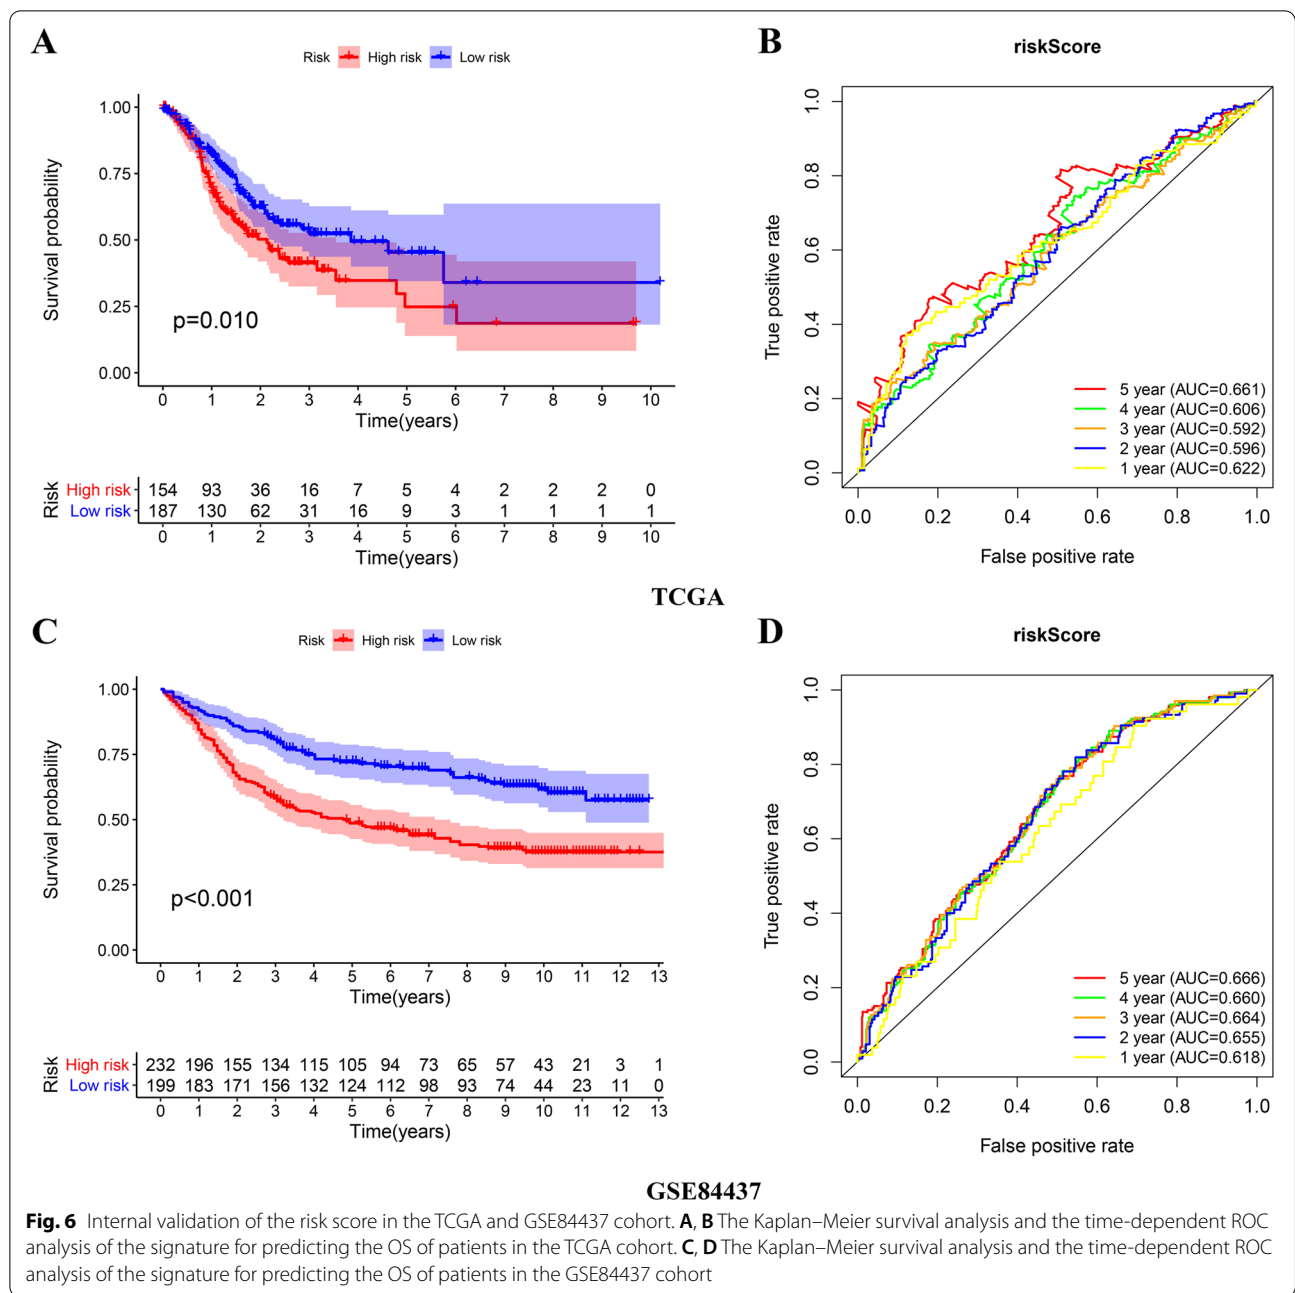 A
Risk High risk Low risk
Survival probability
1.00
0.75
0.50
0.25
0.00
p=0.010
0 1 2 3 4 5 6 7 8 9 10
Time(years)
Risk
High risk 154 93 36 16 7 5 4 2 2 2 0
Low risk 187 130 62 31 16 9 3 1 1 1 1
0 1 2 3 4 5 6 7 8 9 10
Time(years)
B
riskScore
True positive rate
1.0
0.8
0.6
0.4
0.2
0.0
5 year (AUC=0.661)
4 year (AUC=0.606)
3 year (AUC=0.592)
2 year (AUC=0.596)
1 year (AUC=0.622)
0.0 0.2 0.4 0.6 0.8 1.0
False positive rate
TCGA
C
Risk High risk Low risk
Survival probability
1.00
0.75
0.50
0.25
0.00
p<0.001
0 1 2 3 4 5 6 7 8 9 10 11 12 13
Time(years)
Risk
High risk 232 196 155 134 115 105 94 73 65 57 43 21 3 1
Low risk 199 183 171 156 132 124 112 98 93 74 44 23 11 0
0 1 2 3 4 5 6 7 8 9 10 11 12 13
Time(years)
D
riskScore
True positive rate
1.0
0.8
0.6
0.4
0.2
0.0
5 year (AUC=0.666)
4 year (AUC=0.660)
3 year (AUC=0.664)
2 year (AUC=0.655)
1 year (AUC=0.618)
0.0 0.2 0.4 0.6 0.8 1.0
False positive rate
GSE84437
Fig. 6 Internal validation of the risk score in the TCGA and GSE84437 cohort. A, B The Kaplan–Meier survival analysis and the time-dependent ROC
analysis of the signature for predicting the OS of patients in the TCGA cohort. C, D The Kaplan–Meier survival analysis and the time-dependent ROC
analysis of the signature for predicting the OS of patients in the GSE84437 cohort